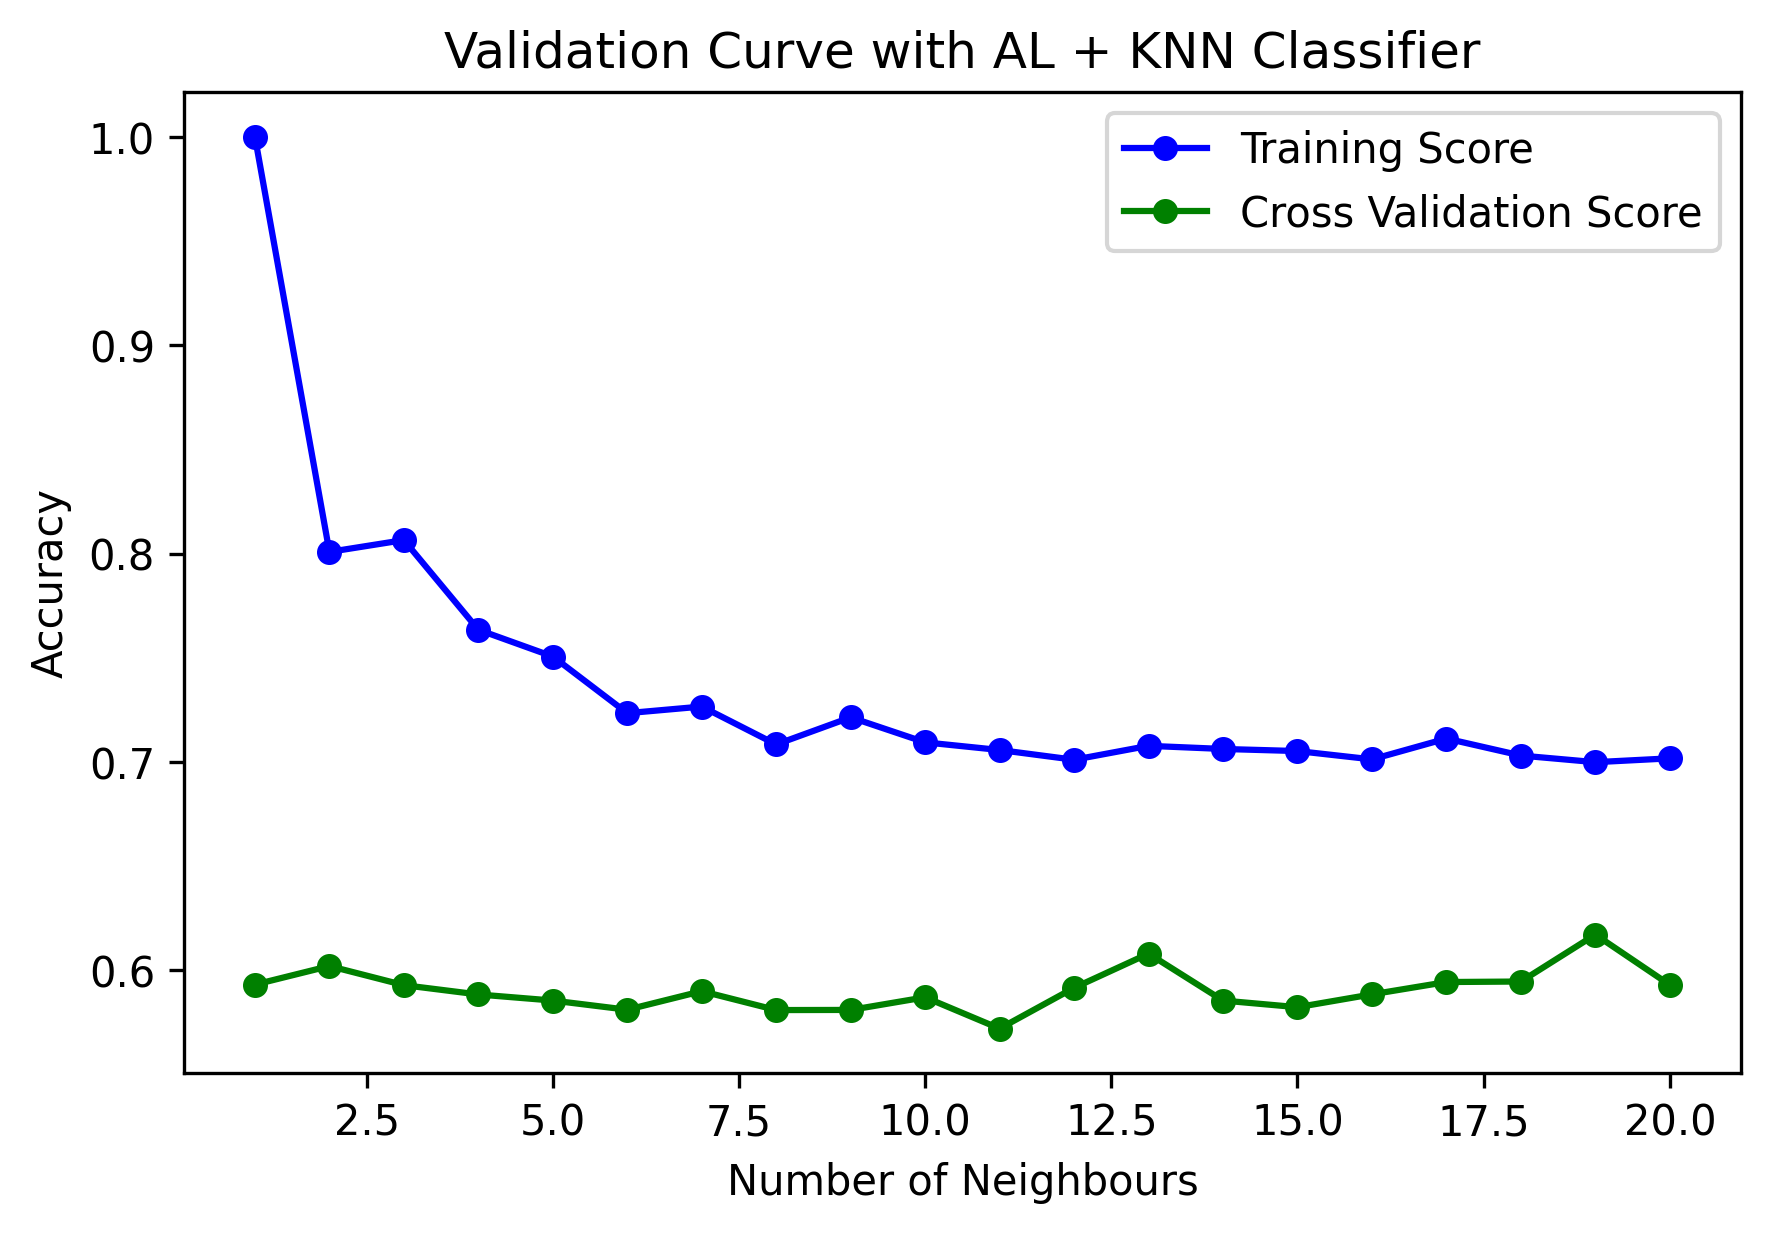 Validation Curve with AL + KNN Classifier
Training Score
Cross Validation Score
1.0
0.9
0.8
0.7
0.6
Accuracy
2.5 5.0 7.5 10.0 12.5 15.0 17.5 20.0
Number of Neighbours